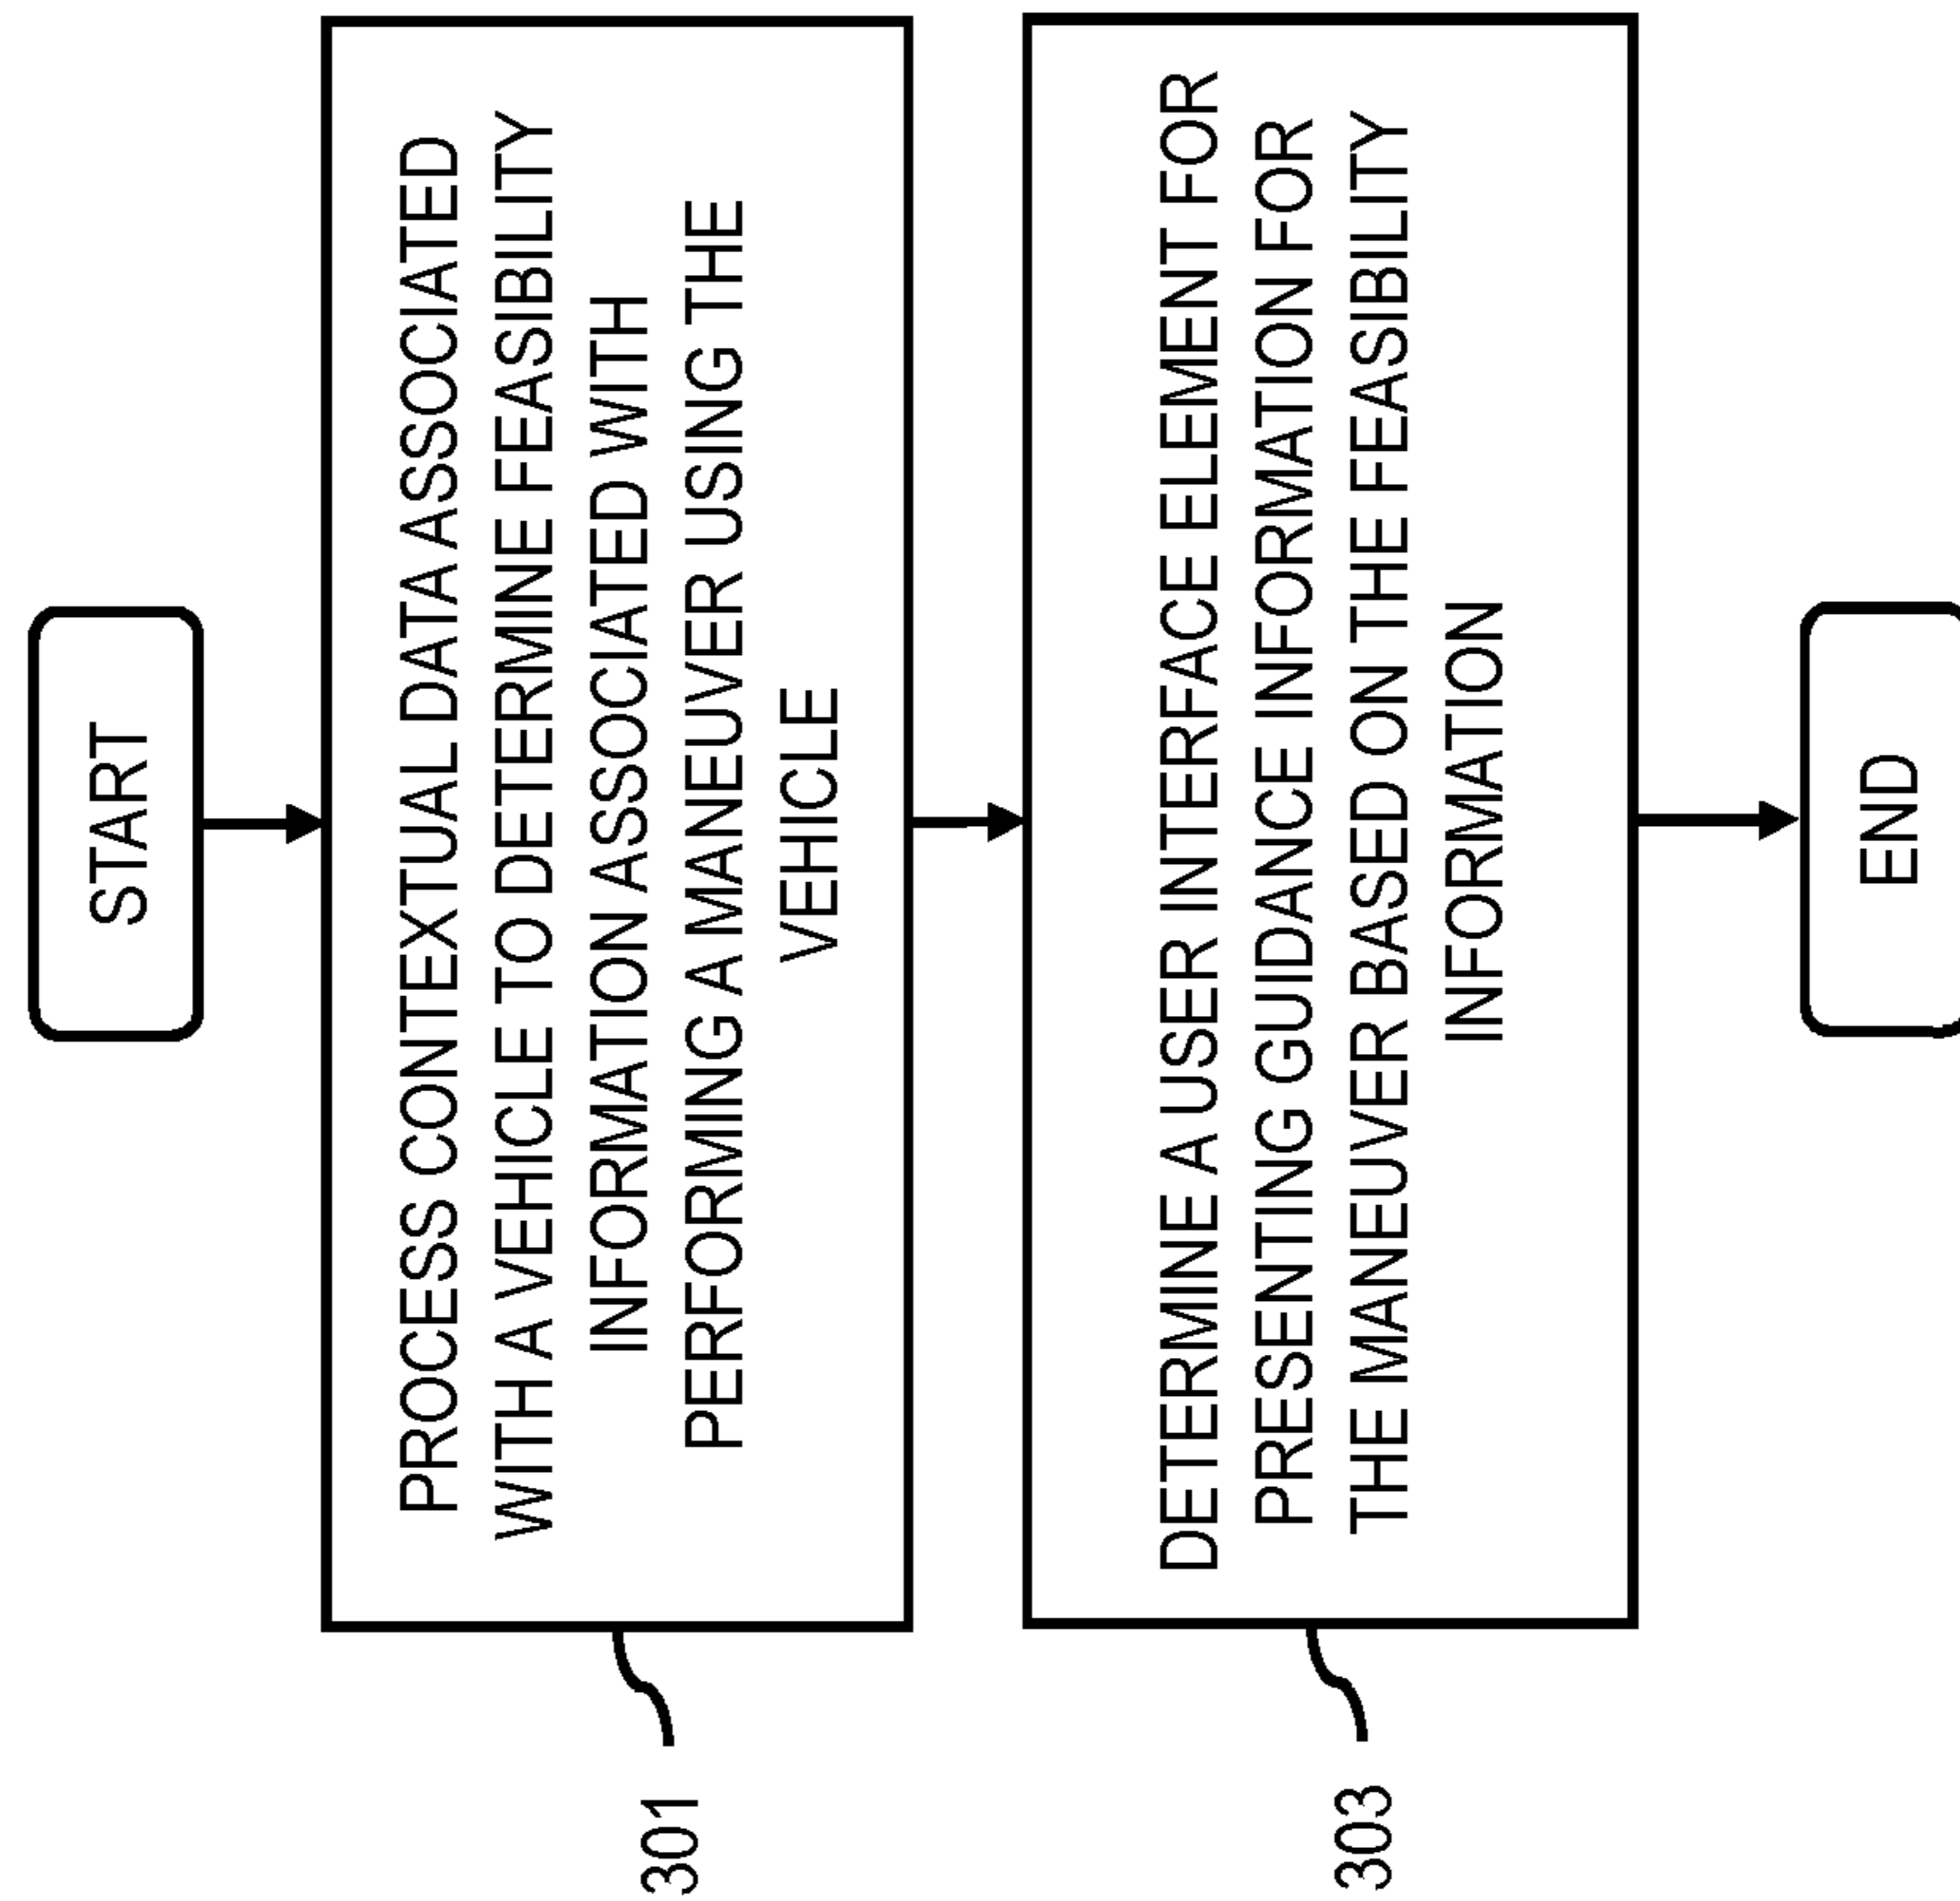 START
PROCESS CONTEXTUAL DATA ASSOCIATED
WITH A VEHICLE TO DETERMINE FEASIBILITY
INFORMATION ASSOCIATED WITH
PERFORMING A MANEUVER USING THE
VEHICLE
301
DETERMINE A USER INTERFACE ELEMENT FOR
PRESENTING GUIDANCE INFORMATION FOR
THE MANEUVER BASED ON THE FEASIBILITY
INFORMATION
303
END